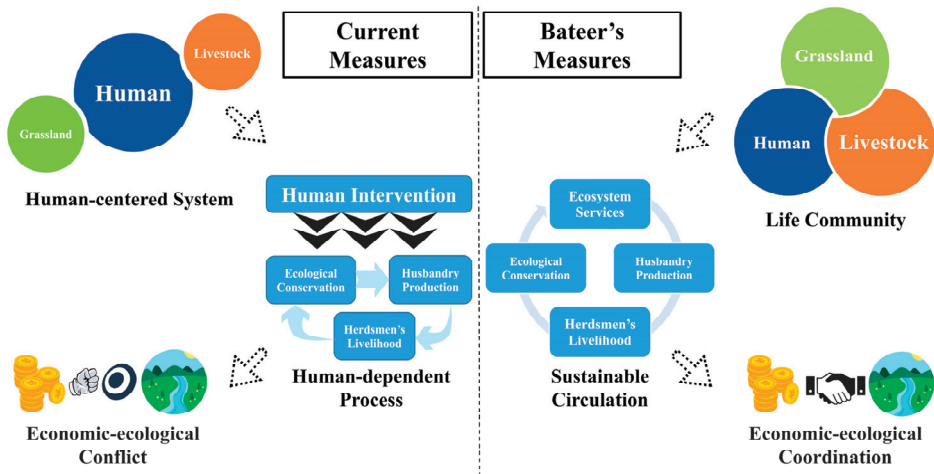 Current
Measures
Livestock
Human
Grassland
Human-centered System
Human Intervention
Ecological
Conservation
Husbandry
Production
Herdsmen's
Livelihood
Human-dependent
Process
Economic-ecological
Conflict
Bateer's
Measures
Grassland
Human
Livestock
Life Community
Ecosystem
Services
Ecological
Conservation
Husbandry
Production
Herdsmen's
Livelihood
Sustainable
Circulation
Economic-ecological
Coordination